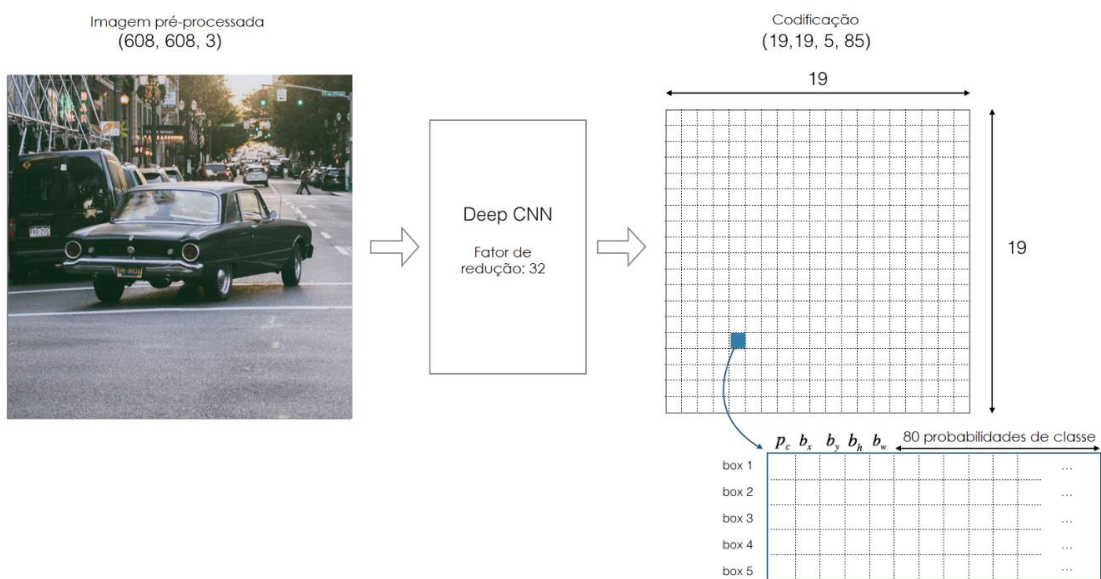 Imagem pré-processada
(608, 608, 3)
Codificação
(19,19, 5, 85)
19
Deep CNN
Fator de
redução: 32
19
p_c b_x b_y b_h b_w 80 probabilidades de classe
box 1 ...
box 2 ...
box 3 ...
box 4 ...
box 5 ...